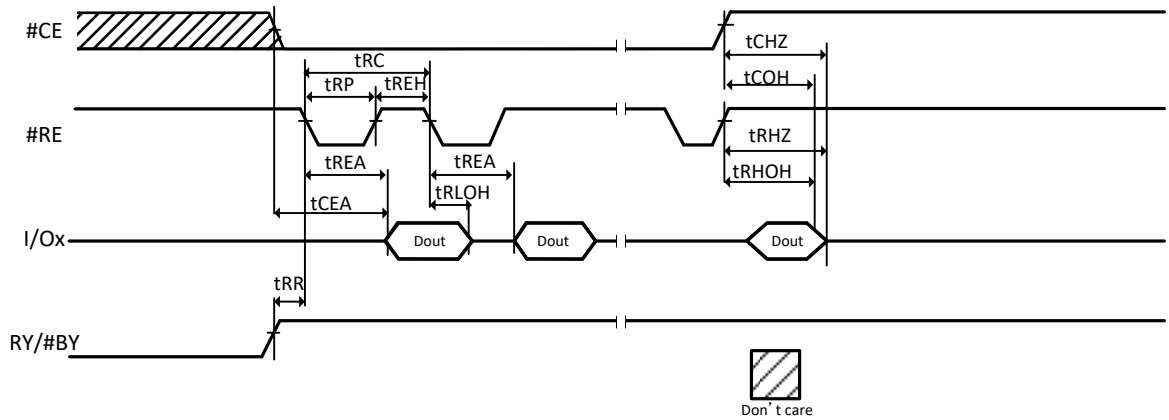 #CE
tCHZ
tRC
tCOH
tRP
tREH
#RE
tRHZ
tREA
tREA
tRHOH
tRLOH
tCEA
I/Ox
Dout
Dout
Dout
tRR
RY/#BY
Don't care